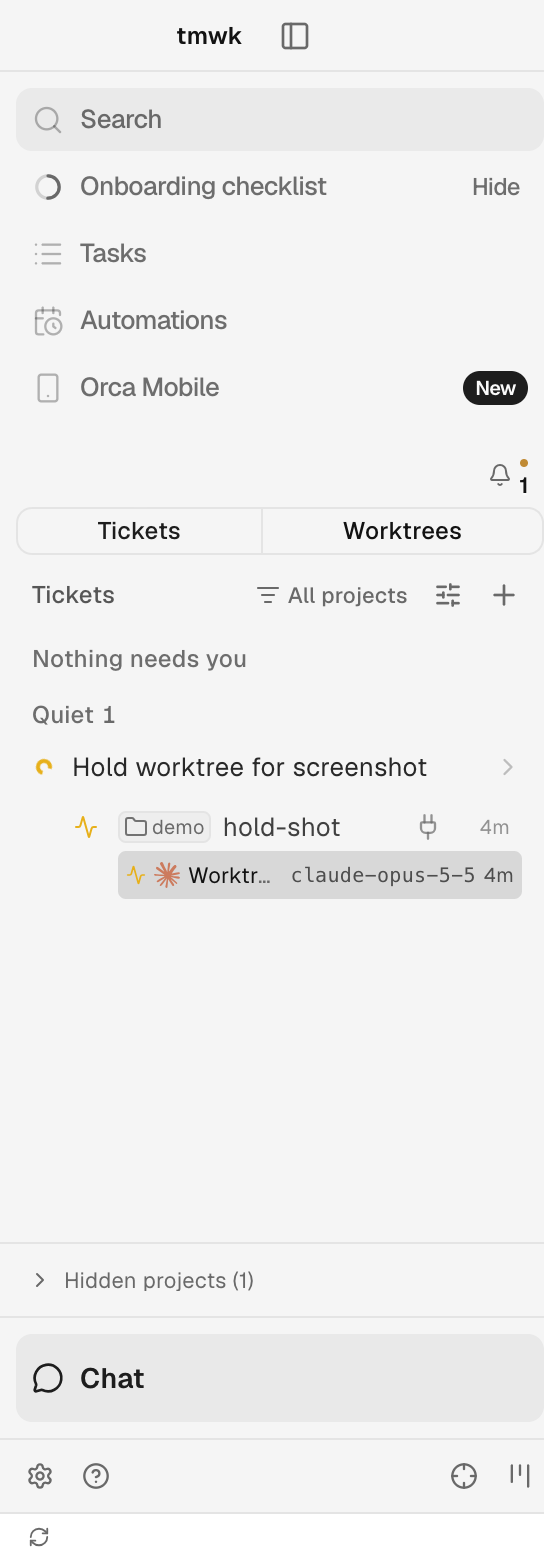 tmwk
Search
Onboarding checklist Hide
Tasks
Automations
Orca Mobile New
1
Tickets Worktrees
Tickets All projects
Nothing needs you
Quiet 1
Hold worktree for screenshot
demo hold-shot 4m
Worktr… claude-opus-5-5 4m
Hidden projects (1)
Chat